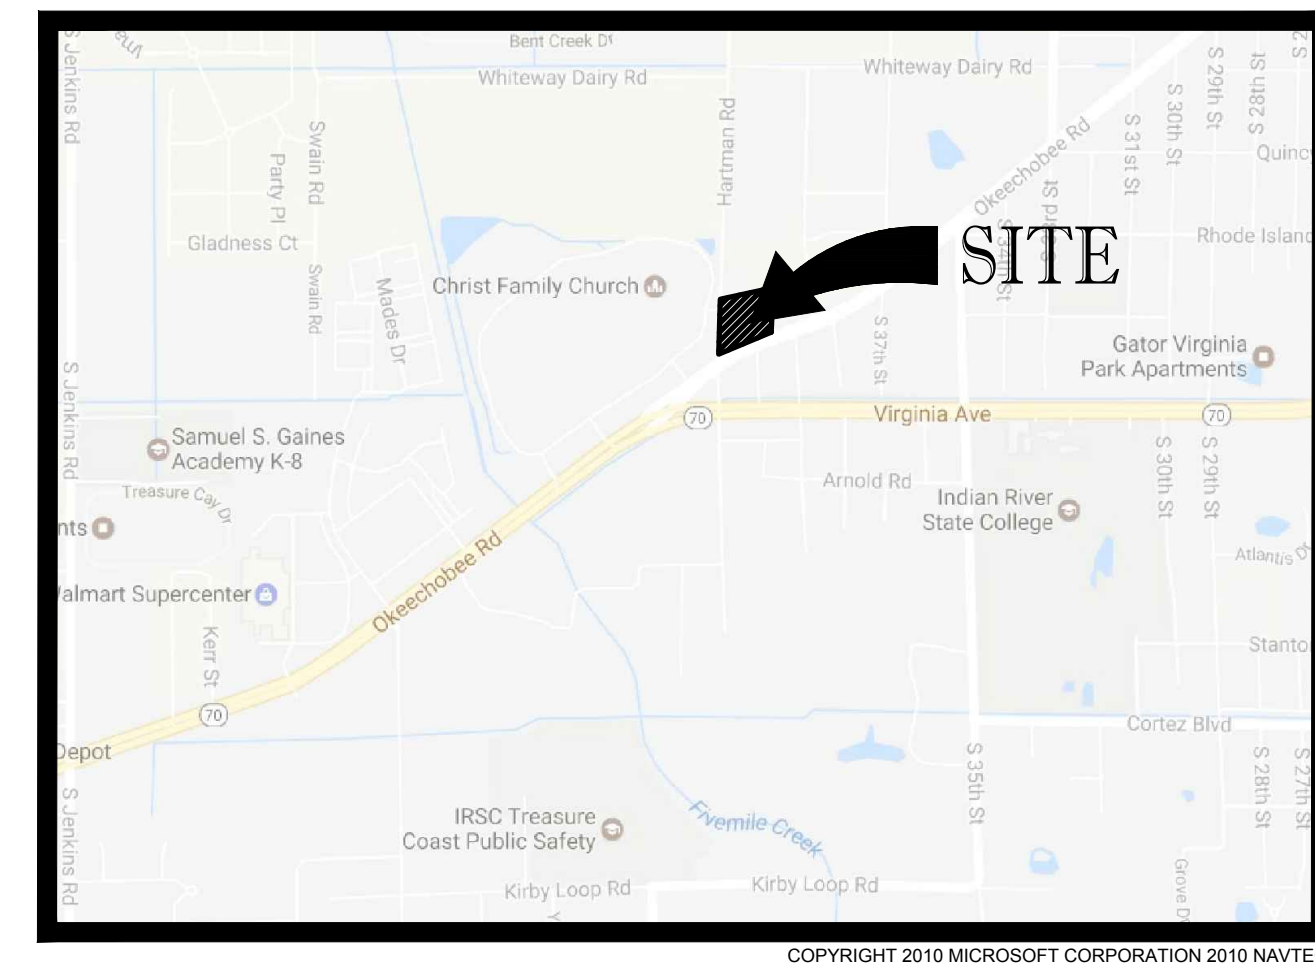 Bent Creek Dr
Whiteway Dairy Rd
Whiteway Dairy Rd
S Jenkins Rd
Swain Rd
Party Pl
Hartman Rd
Okeechobee Rd
S 31st St
S 30th St
S 29th St
S 28th St
Quinc
Gladness Ct
Swain Rd
Mades Dr
Christ Family Church
SITE
S 34th St
Rhode Island
S 37th St
Gator Virginia
Park Apartments
S Jenkins Rd
70
Virginia Ave
70
Samuel S. Gaines
Academy K-8
Treasure Cay Dr
Arnold Rd
Indian River
State College
S 30th St
S 29th St
nts
Atlantis D
Okeechobee Rd
almart Supercenter
Kerr St
Stanto
70
Cortez Blvd
Depot
S 35th St
S 28th St
S 27th St
S Jenkins Rd
IRSC Treasure
Coast Public Safety
Fivemile Creek
Kirby Loop Rd
Kirby Loop Rd
Grove D
COPYRIGHT 2010 MICROSOFT CORPORATION 2010 NAVTE